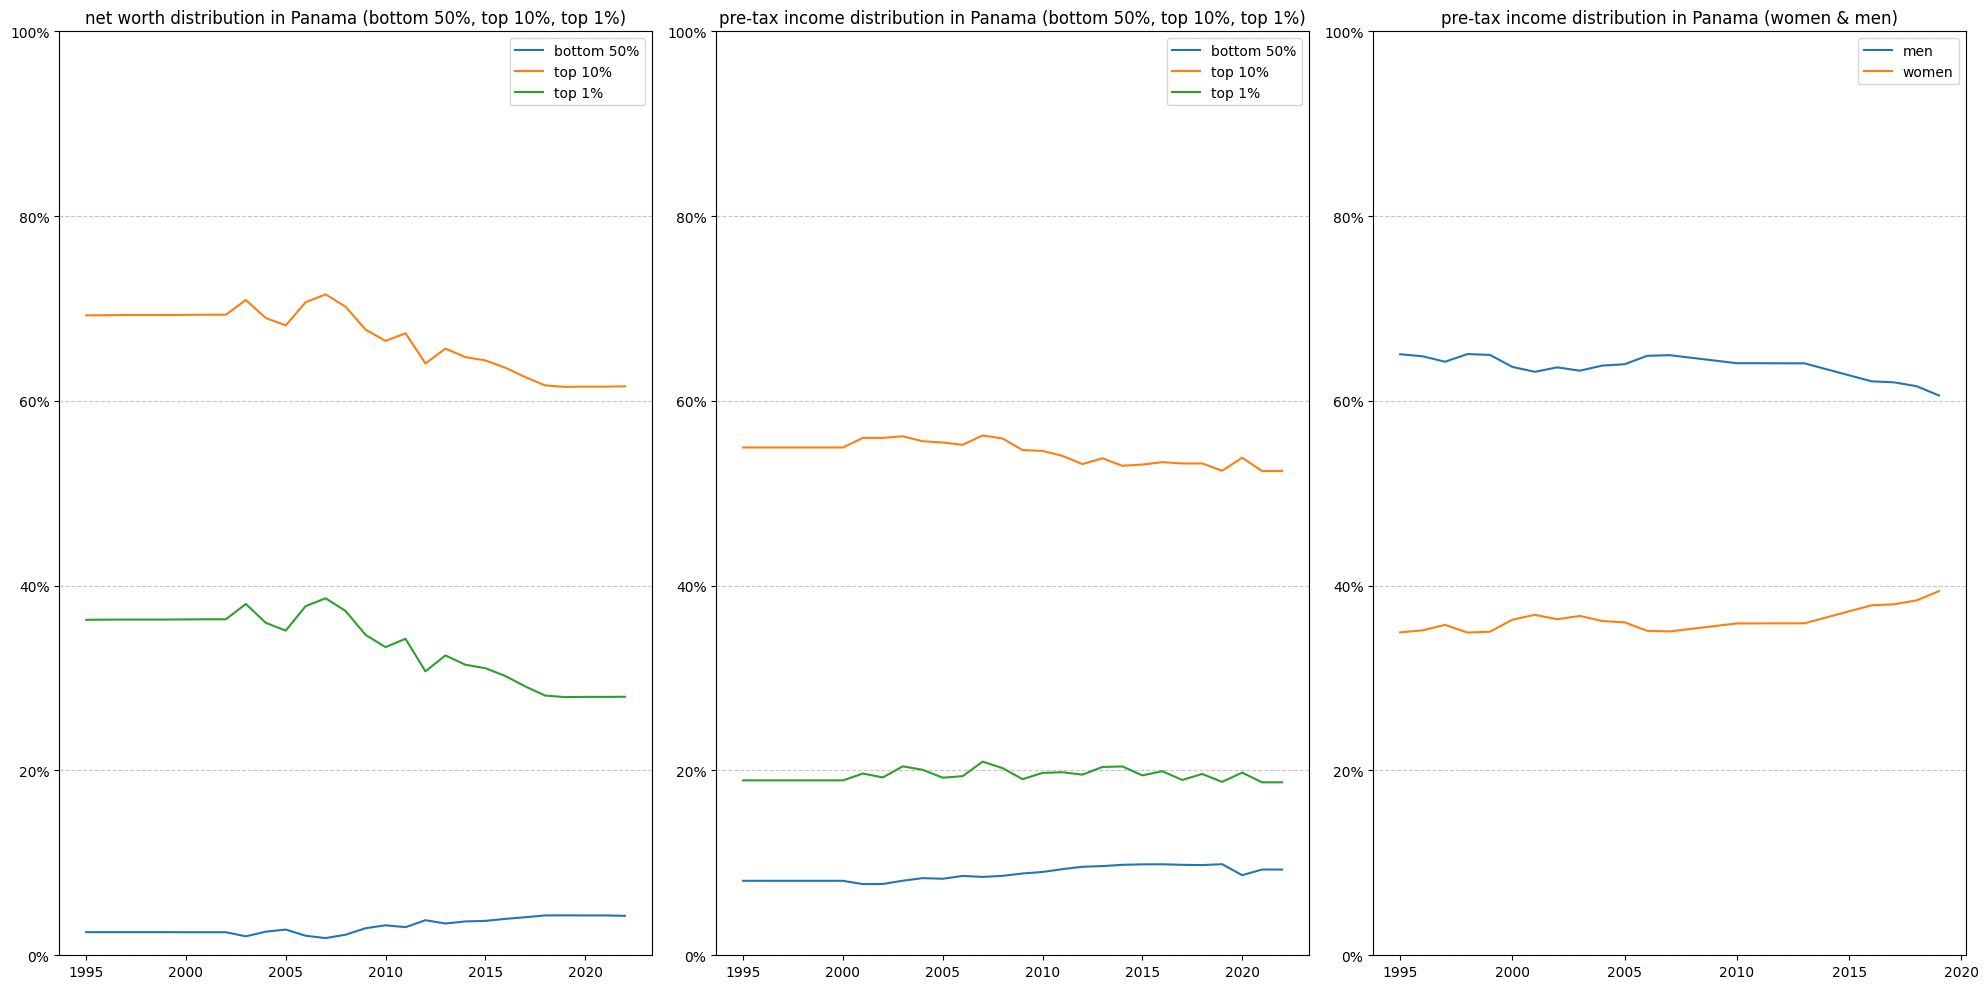 net worth distribution in Panama (bottom 50%, top 10%, top 1%)
100%
80%
60%
40%
20%
0%
1995 2000 2005 2010 2015 2020
bottom 50%
top 10%
top 1%
pre-tax income distribution in Panama (bottom 50%, top 10%, top 1%)
100%
80%
60%
40%
20%
0%
1995 2000 2005 2010 2015 2020
bottom 50%
top 10%
top 1%
pre-tax income distribution in Panama (women & men)
100%
80%
60%
40%
20%
0%
1995 2000 2005 2010 2015 2020
men
women